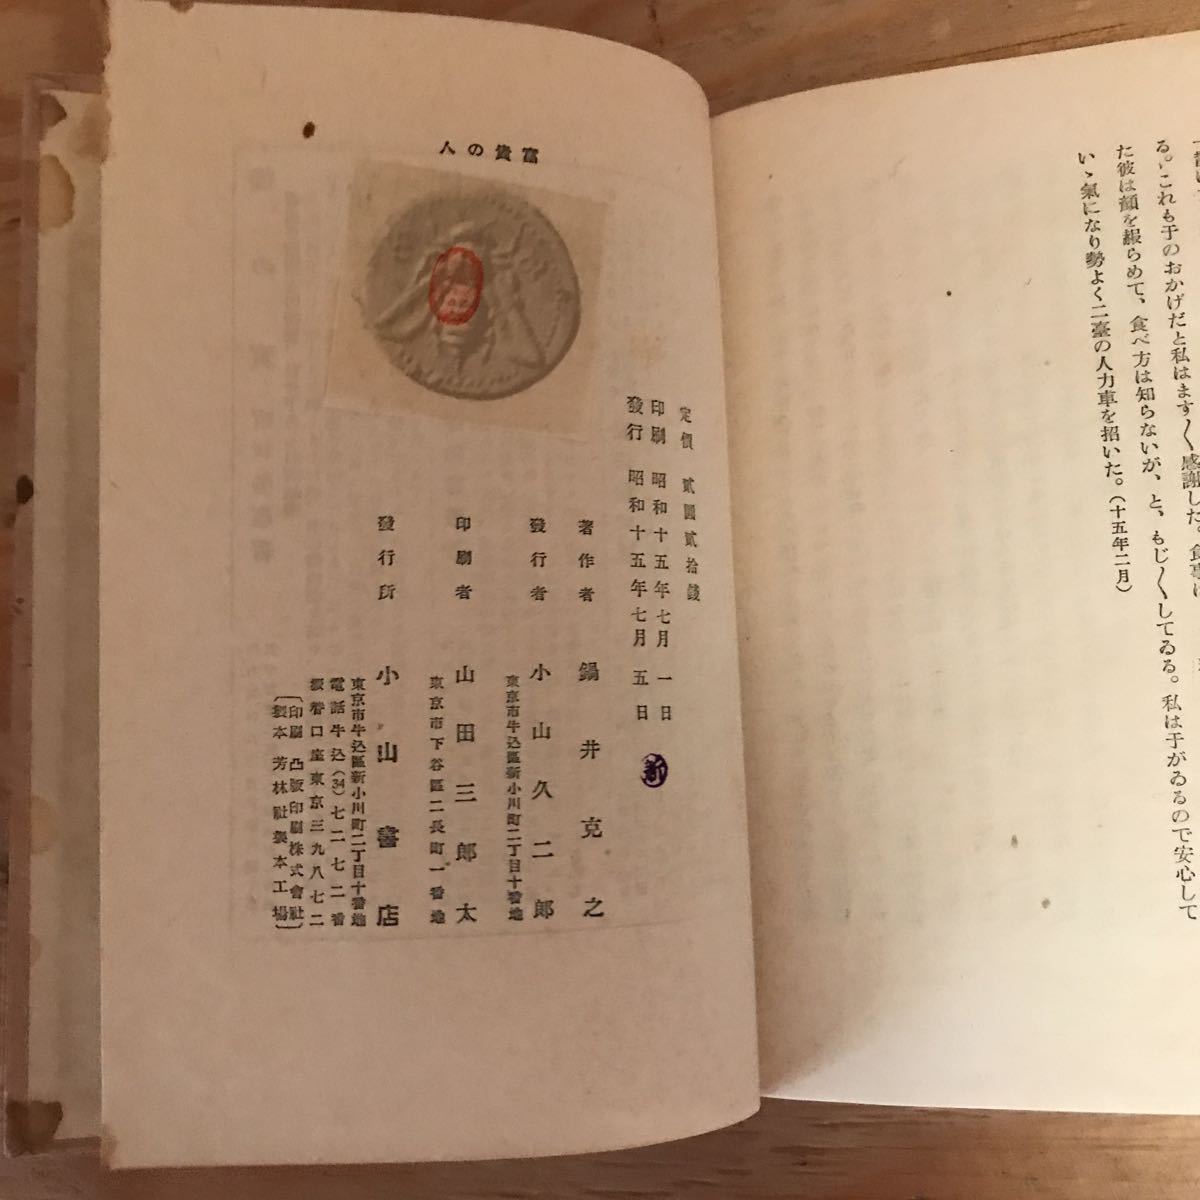 る。これも于のおかげだと私はます〱感謝した。食事
た彼は顔を赧らめて、食べ方は知らないが、と、もじ〱してゐる。私は于がゐるので安心して
いゝ氣になり勢よく二臺の人力車を招いた。(十五年二月)
人の貴富
定價 貳圓貳拾錢
印刷 昭和十五年七月一日
發行 昭和十五年七月五日
新
著作者 鍋井克之
發行者 小山久二郎
東京市牛込區新小川町二丁目十番地
印刷者 山田三郎太
東京市下谷區二長町一番地
發行所 小山書店
東京市牛込區新小川町二丁目十番地
電話牛込(34)七二七二番
振替口座東京三九八七二
〔印刷 凸版印刷株式會社〕
〔製本 芳林社製本工場〕